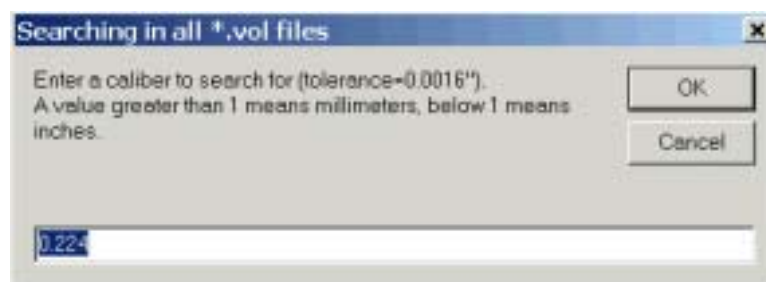 Searching in all *.vol files
Enter a caliber to search for (tolerance=0.0016").
A value greater than 1 means millimeters, below 1 means
inches.
OK
Cancel
0.224